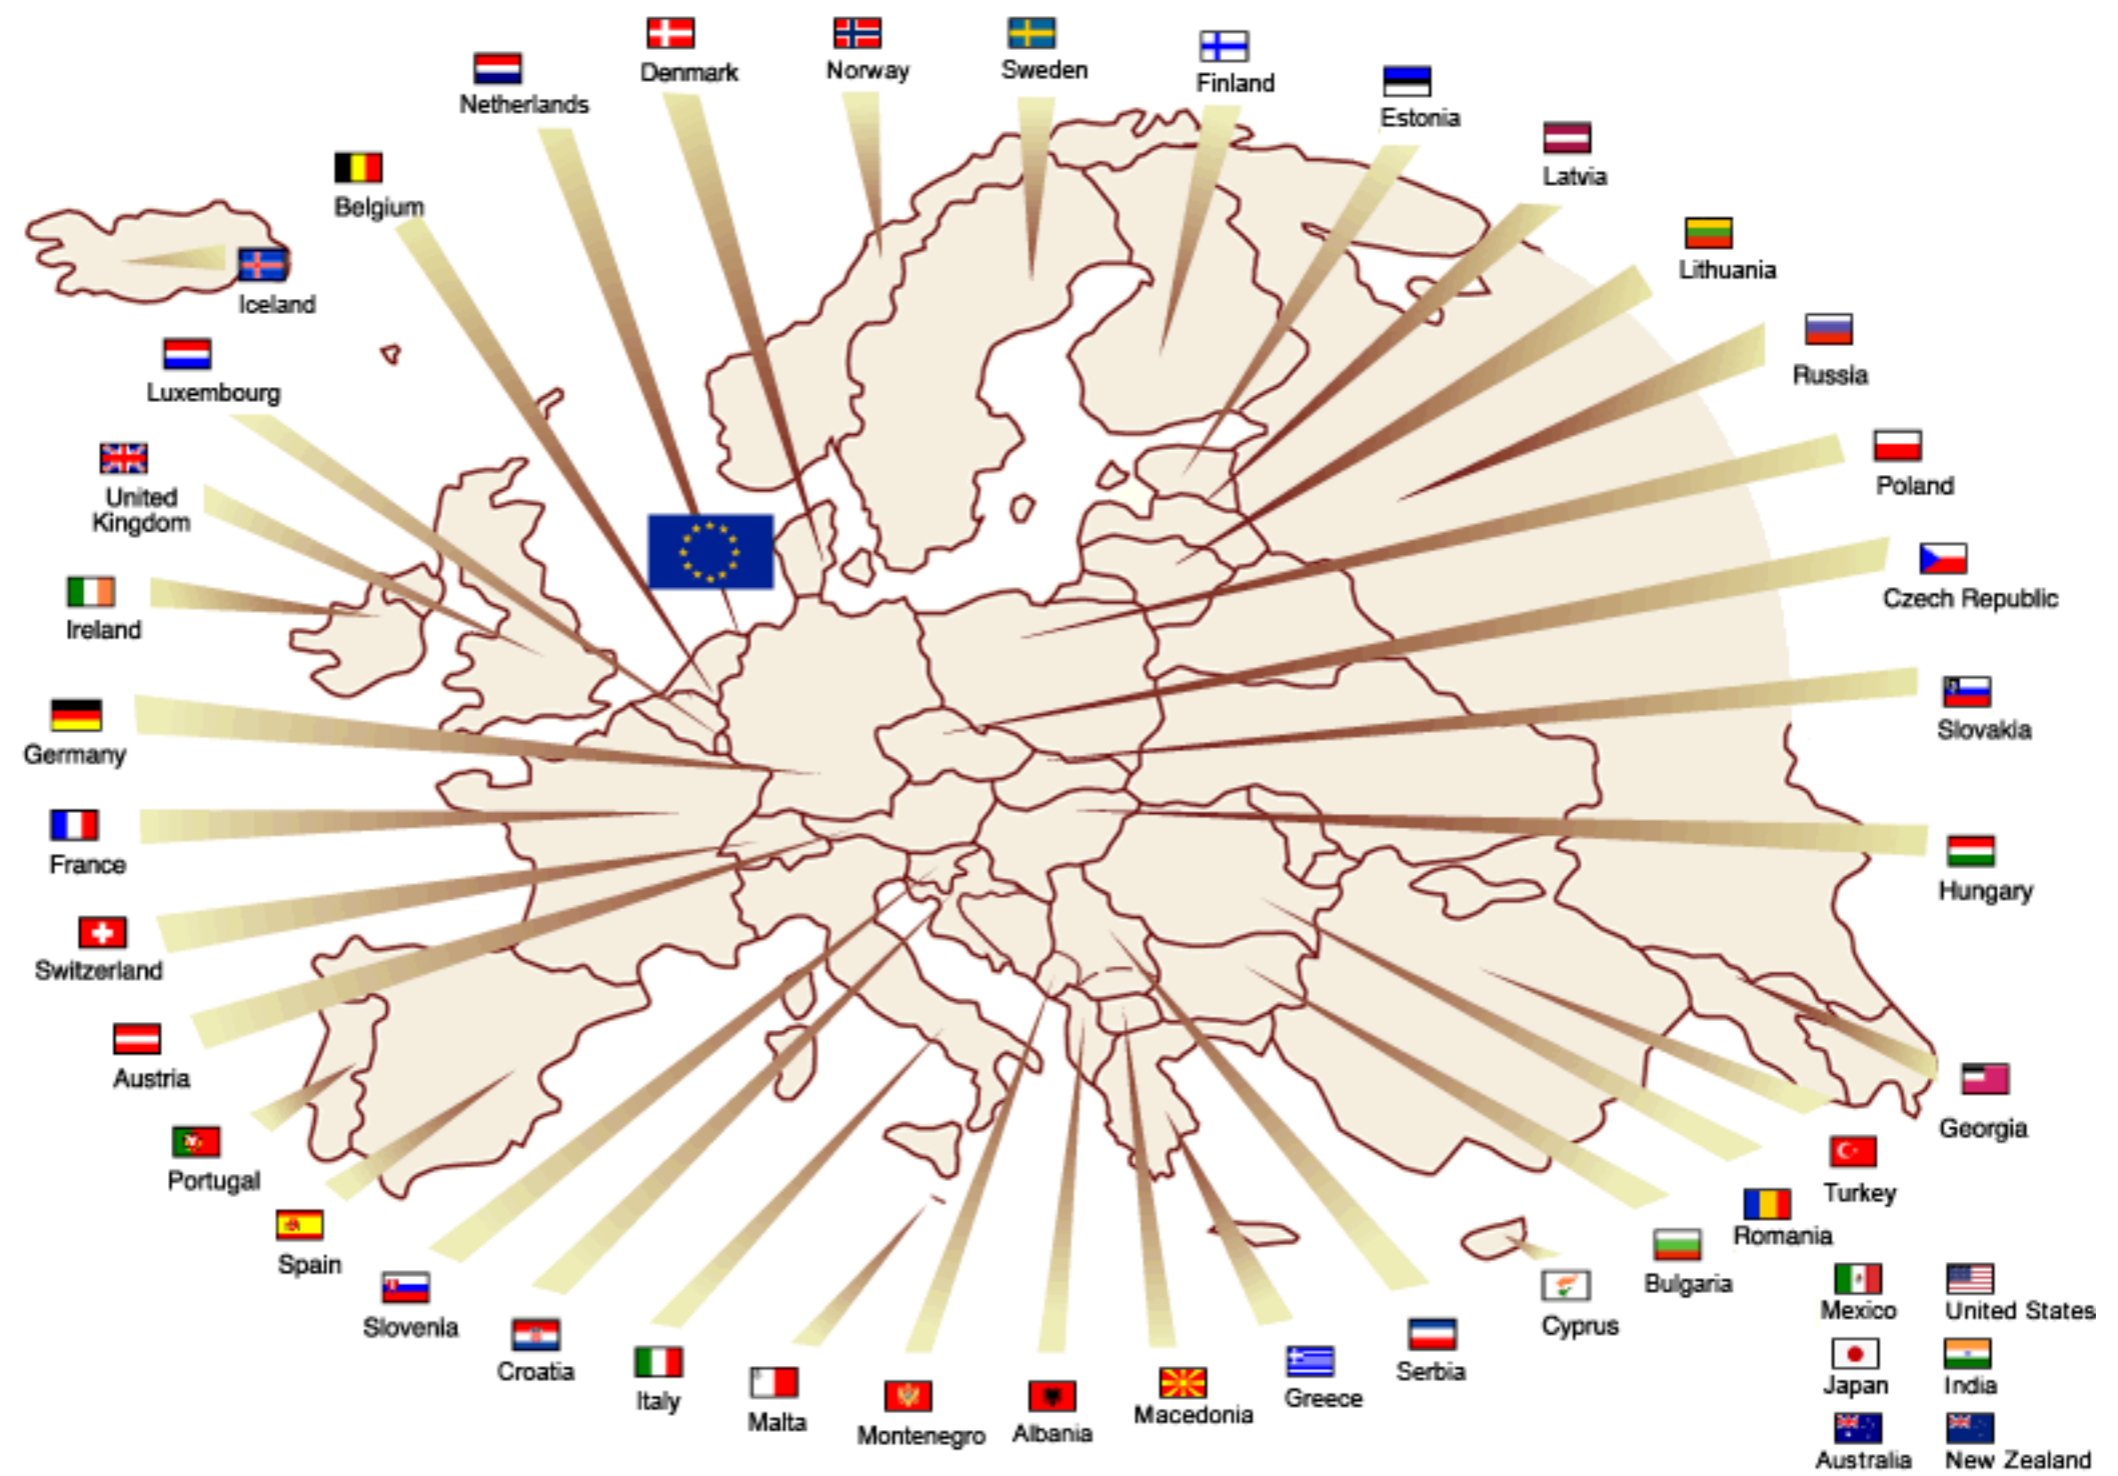 Denmark
Norway
Sweden
Finland
Netherlands
Estonia
Latvia
Belgium
Lithuania
Iceland
Russia
Luxembourg
United
Kingdom
Poland
Ireland
Czech Republic
Germany
Slovakia
France
Hungary
Switzerland
Austria
Georgia
Portugal
Turkey
Spain
Romania
Bulgaria
Slovenia
Cyprus
Croatia
Italy
Malta
Montenegro
Albania
Macedonia
Greece
Serbia
Mexico
United States
Japan
India
Australia
New Zealand